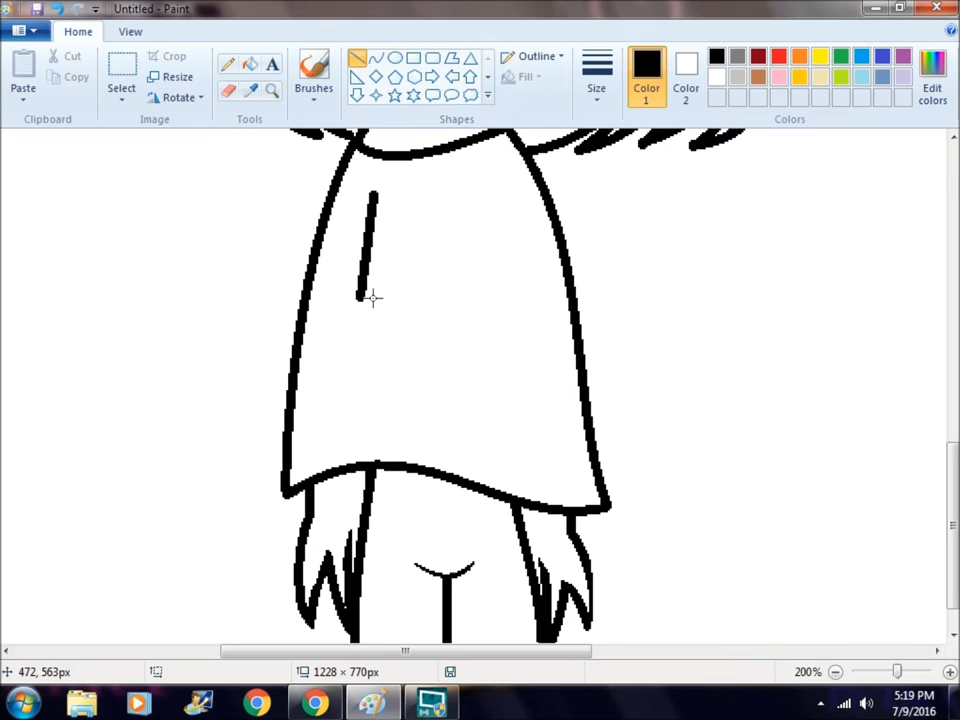 Untitled - Paint
Home View
Paste
Cut
Copy
Clipboard
Select
Crop
Resize
Rotate
Image
A
Tools
Brushes
Outline
Fill
Shapes
Size
Color
1
Color
2
Edit
colors
Colors
472, 563px
1228 × 770px
200%
5:19 PM
7/9/2016